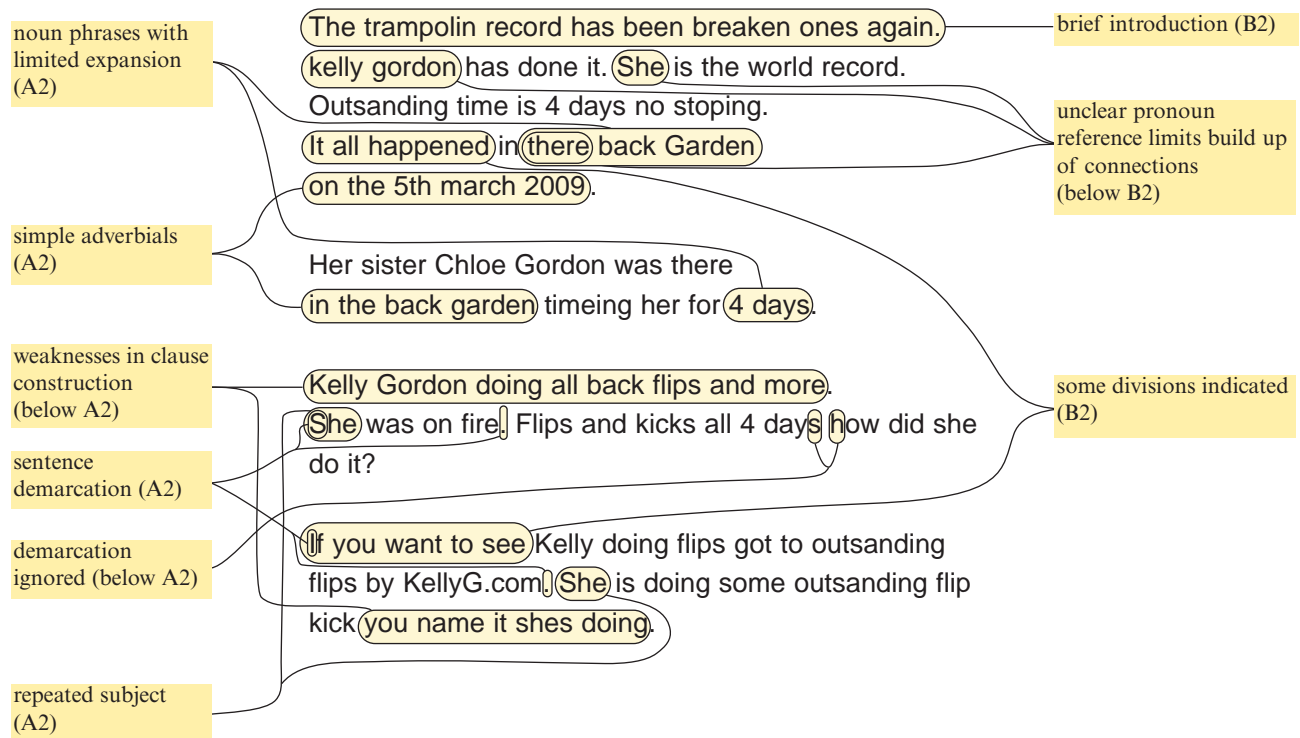 noun phrases with
limited expansion
(A2)
simple adverbials
(A2)
weaknesses in clause
construction
(below A2)
sentence
demarcation (A2)
demarcation
ignored (below A2)
repeated subject
(A2)
The trampolin record has been breaken ones again.
kelly gordon has done it. She is the world record.
Outsanding time is 4 days no stoping.
It all happened in there back Garden
on the 5th march 2009.
Her sister Chloe Gordon was there
in the back garden timeing her for 4 days.
Kelly Gordon doing all back flips and more.
She was on fire. Flips and kicks all 4 days how did she
do it?
If you want to see Kelly doing flips got to outsanding
flips by KellyG.com. She is doing some outsanding flip
kick you name it shes doing.
brief introduction (B2)
unclear pronoun
reference limits build up
of connections
(below B2)
some divisions indicated
(B2)